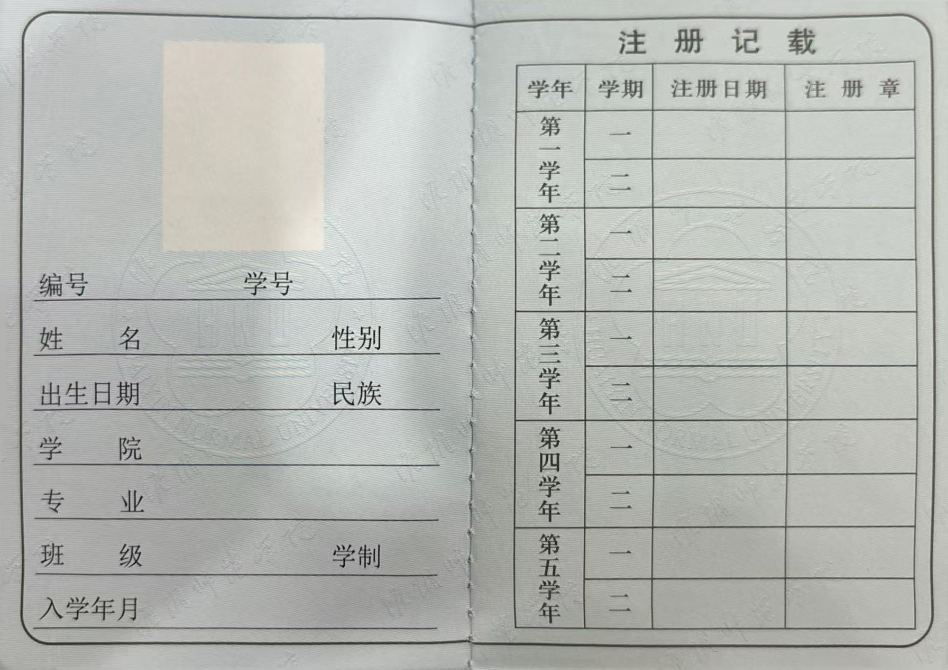 编号 学号
姓 名 性别
出生日期 民族
学 院
专 业
班 级 学制
入学年月
注册记载
学年 学期 注册日期 注册章
第一学年 一
二
第二学年 一
二
第三学年 一
二
第四学年 一
二
第五学年 一
二
NORMAL